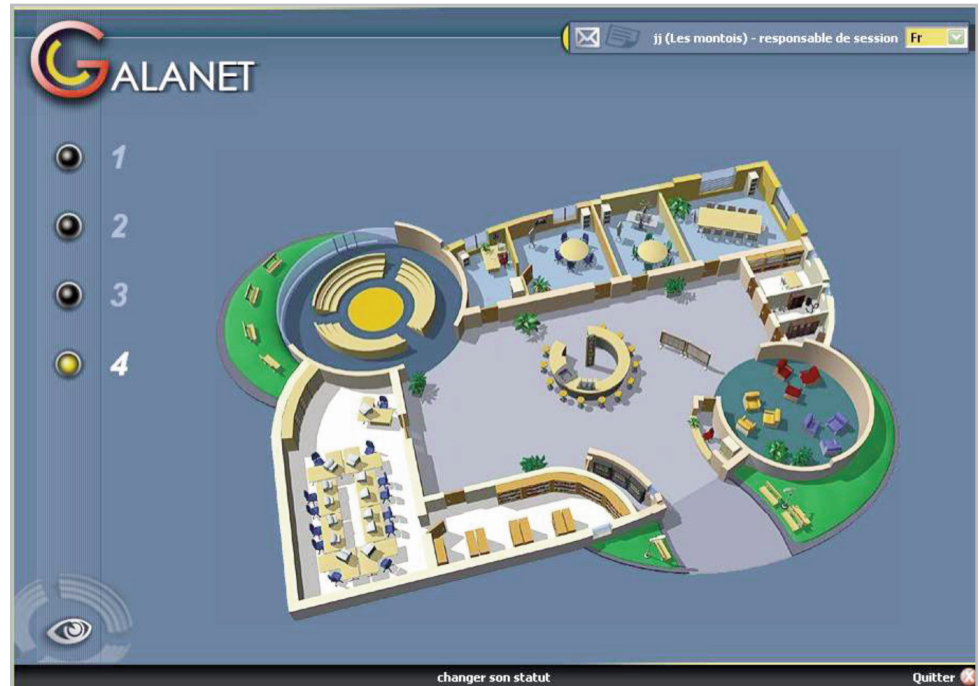 GALANET
jj (Les montois) - responsable de session Fr
1
2
3
4
changer son statut
Quitter